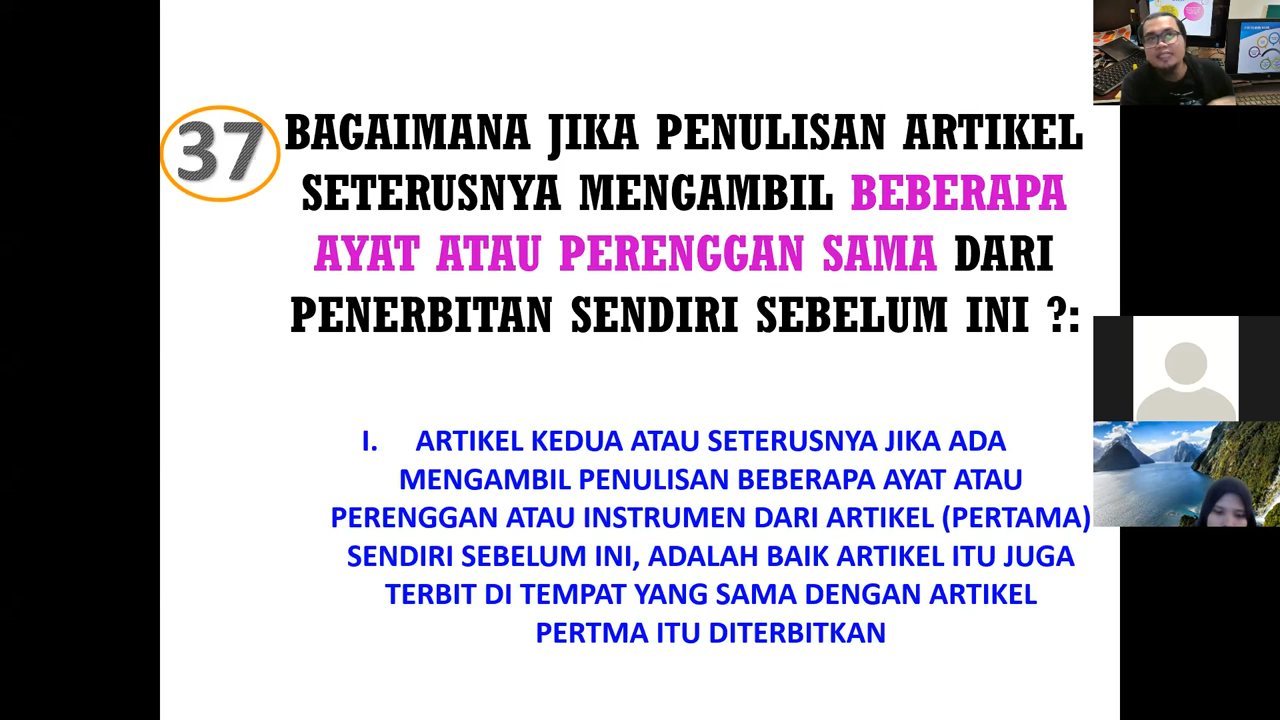 37
BAGAIMANA JIKA PENULISAN ARTIKEL
SETERUSNYA MENGAMBIL BEBERAPA
AYAT ATAU PERENGGAN SAMA DARI
PENERBITAN SENDIRI SEBELUM INI ?:
I. ARTIKEL KEDUA ATAU SETERUSNYA JIKA ADA
MENGAMBIL PENULISAN BEBERAPA AYAT ATAU
PERENGGAN ATAU INSTRUMEN DARI ARTIKEL (PERTAMA)
SENDIRI SEBELUM INI, ADALAH BAIK ARTIKEL ITU JUGA
TERBIT DI TEMPAT YANG SAMA DENGAN ARTIKEL
PERTMA ITU DITERBITKAN